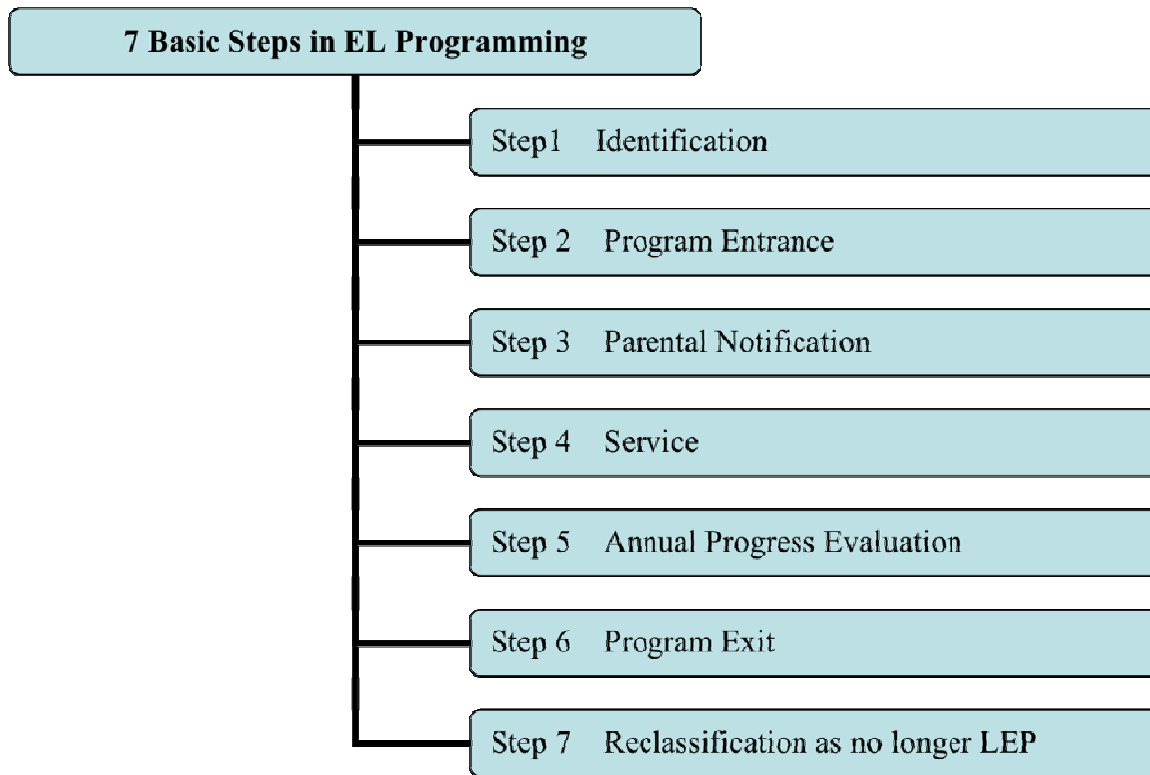 7 Basic Steps in EL Programming
Step1 Identification
Step 2 Program Entrance
Step 3 Parental Notification
Step 4 Service
Step 5 Annual Progress Evaluation
Step 6 Program Exit
Step 7 Reclassification as no longer LEP